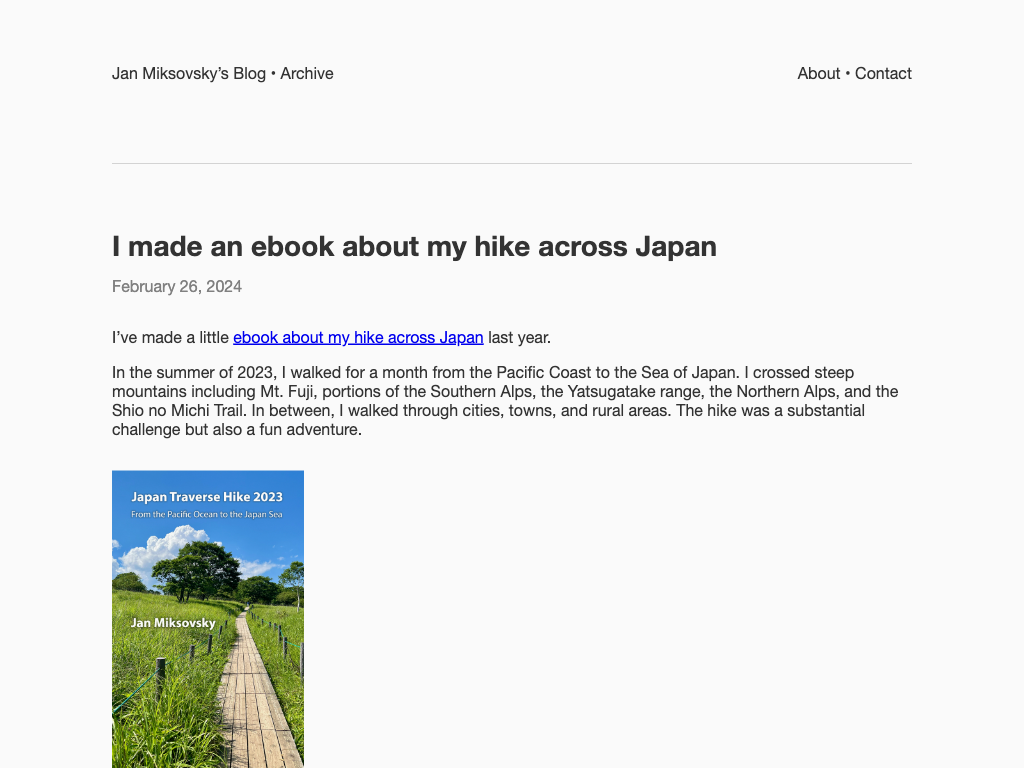 Jan Miksovsky’s Blog • Archive
About • Contact
I made an ebook about my hike across Japan
February 26, 2024
I’ve made a little ebook about my hike across Japan last year.
In the summer of 2023, I walked for a month from the Pacific Coast to the Sea of Japan. I crossed steep
mountains including Mt. Fuji, portions of the Southern Alps, the Yatsugatake range, the Northern Alps, and the
Shio no Michi Trail. In between, I walked through cities, towns, and rural areas. The hike was a substantial
challenge but also a fun adventure.
Japan Traverse Hike 2023
From the Pacific Ocean to the Japan Sea
Jan Miksovsky